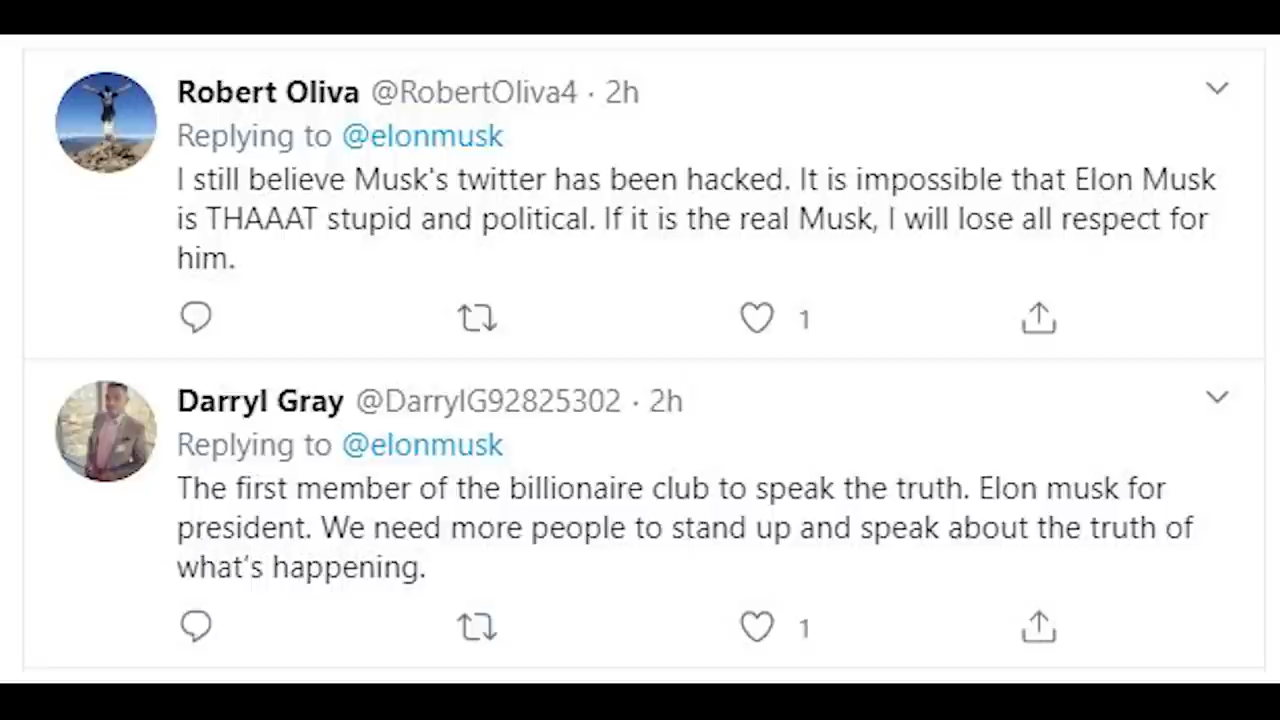 Robert Oliva @RobertOliva4 · 2h
Replying to @elonmusk
I still believe Musk's twitter has been hacked. It is impossible that Elon Musk
is THAAAT stupid and political. If it is the real Musk, I will lose all respect for
him.
1
Darryl Gray @DarrylG92825302 · 2h
Replying to @elonmusk
The first member of the billionaire club to speak the truth. Elon musk for
president. We need more people to stand up and speak about the truth of
what's happening.
1